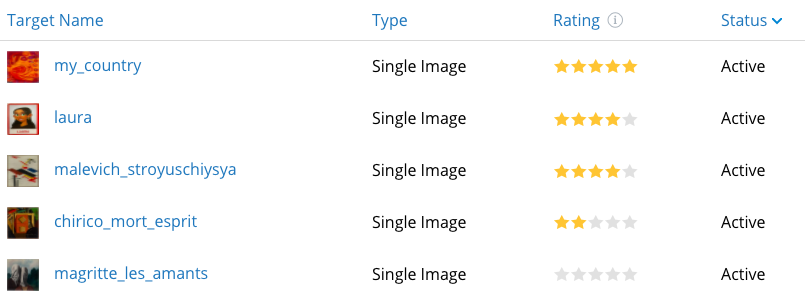 Target Name Type Rating Status
my_country Single Image Active
laura Single Image Active
malevich_stroyuschiysya Single Image Active
chirico_mort_esprit Single Image Active
magritte_les_amants Single Image Active